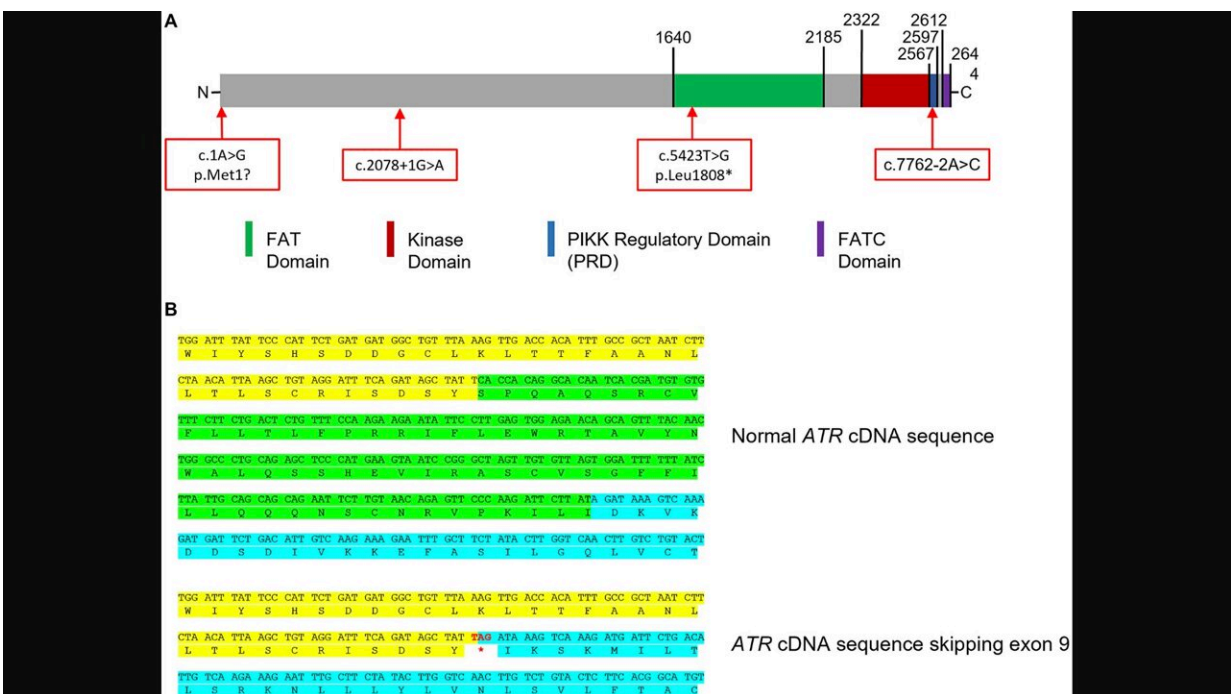 A
1640
2185
2322
2612
2597
2567
264
4
N
C
c.1A>G
p.Met1?
c.2078+1G>A
c.5423T>G
p.Leu1808*
c.7762-2A>C
FAT
Domain
Kinase
Domain
PIKK Regulatory Domain
(PRD)
FATC
Domain
B
TGG ATT TAT TCC CAT TCT GAT GAT GGC TGT TTA AAG TTG ACC ACA TTT GCC GCT AAT CTT
W I Y S H S D D G C L K L T T F A A N L
CTA ACA TTA AGC TGT AGG ATT TCA GAT AGC TAT TCA CCA CAG GCA CAA TCA CGA TGT GTG
L T L S C R I S D S Y S P Q A Q S R C V
TTT CTT CTG ACT CTG TTT CCA AGA AGA ATA TTC CTT GAG TGG AGA ACA GCA GTT TAC AAC
F L L T L F P R R I F L E W R T A V Y N
TGG GCC CTG CAG AGC TCC CAT GAA GTA ATC CGG GCT AGT TGT GTT AGT GGA TTT TTT ATC
W A L Q S S H E V I R A S C V S G F F I
TTA TTG CAG CAG CAG AAT TCT TGT AAC AGA GTT CCC AAG ATT CTT ATA GAT AAA GTC AAA
L L Q Q Q N S C N R V P K I L I D K V K
GAT GAT TCT GAC ATT GTC AAG AAA GAA TTT GCT TCT ATA CTT GGT CAA CTT GTC TGT ACT
D D S D I V K K E F A S I L G Q L V C T
Normal ATR cDNA sequence
TGG ATT TAT TCC CAT TCT GAT GAT GGC TGT TTA AAG TTG ACC ACA TTT GCC GCT AAT CTT
W I Y S H S D D G C L K L T T F A A N L
CTA ACA TTA AGC TGT AGG ATT TCA GAT AGC TAT TAG ATA AAG TCA AAG ATG ATT CTG ACA
L T L S C R I S D S Y * I K S K M I L T
TTG TCA AGA AAG AAT TTG CTT CTA TAC TTG GTC AAC TTG TCT GTA CTC TTC ACG GCA TGT
L S R K N L L L Y L V N L S V L F T A C
ATR cDNA sequence skipping exon 9